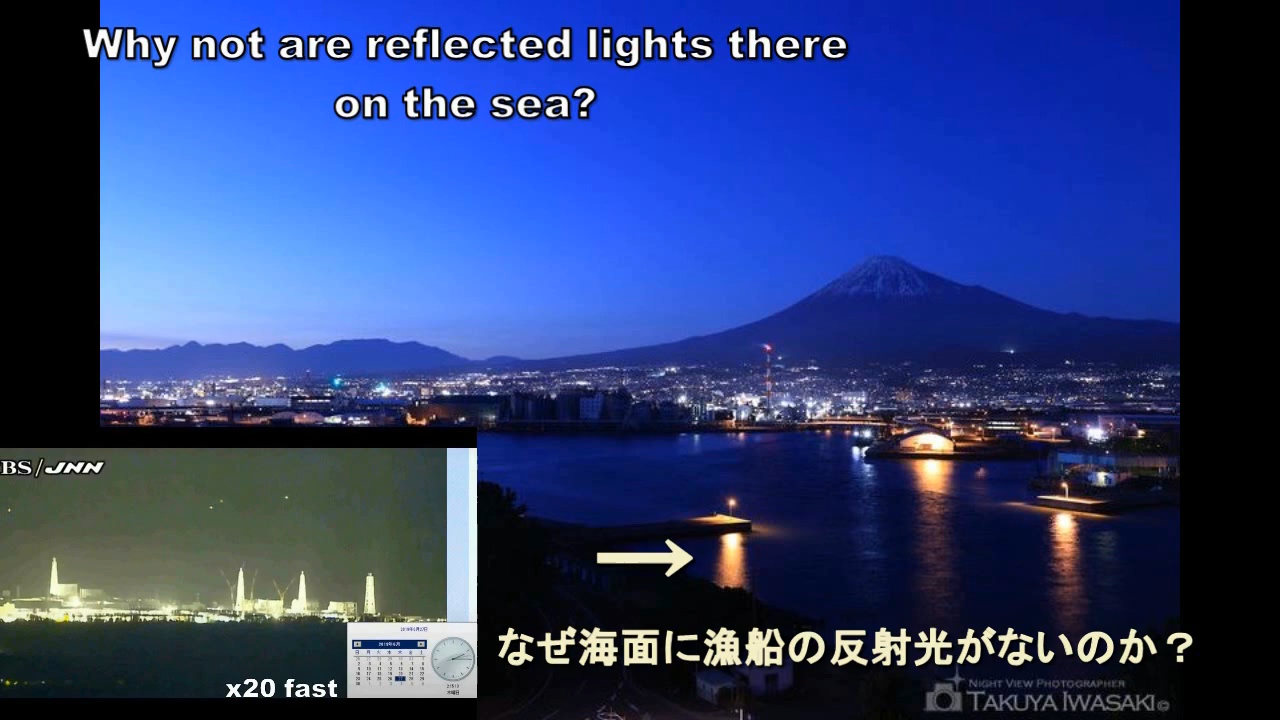 Why not are reflected lights there
on the sea?
BS/JNN
x20 fast
なぜ海面に漁船の反射光がないのか？
NIGHT VIEW PHOTOGRAPHER
TAKUYA IWASAKI©